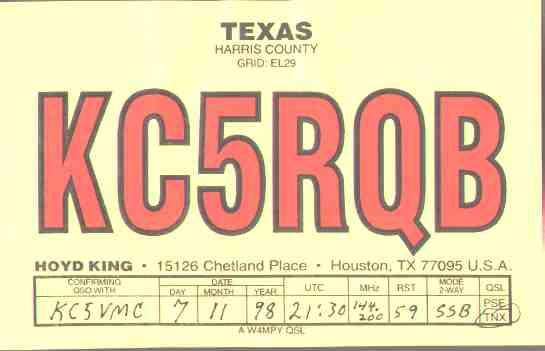 TEXAS
HARRIS COUNTY
GRID: EL29
KC5RQB
HOYD KING • 15126 Chetland Place • Houston, TX 77095 U.S.A.
CONFIRMING QSO WITH DATE DAY MONTH YEAR UTC MHz RST MODE 2-WAY QSL
KC5VMC 7 11 98 21:30 144.200 59 SSB PSE TNX
A W4MPY QSL